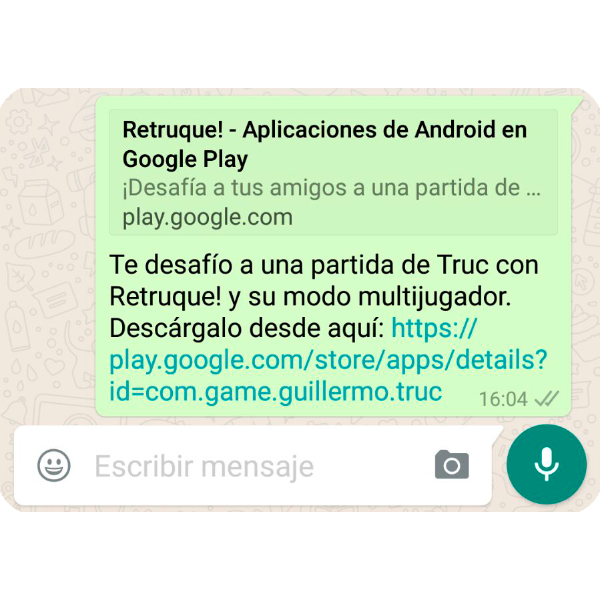 Retruque! - Aplicaciones de Android en
Google Play
¡Desafía a tus amigos a una partida de ...
play.google.com
Te desafío a una partida de Truc con
Retruque! y su modo multijugador.
Descárgalo desde aquí: https://
play.google.com/store/apps/details?
id=com.game.guillermo.truc
16:04
Escribir mensaje